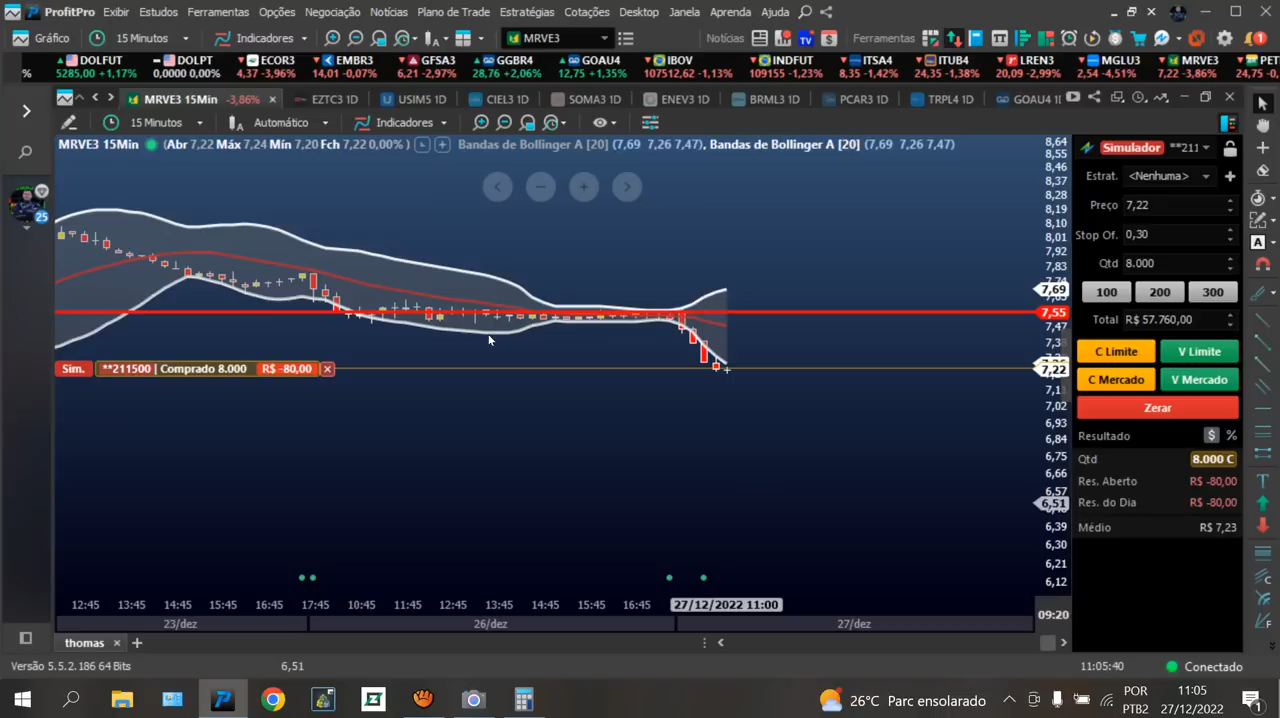 ProfitPro Exibir Estudos Ferramentas Opções Negociação Notícias Plano de Trade Estratégias Cotações Desktop Janela Aprenda Ajuda
Gráfico 15 Minutos Indicadores MRVE3 Notícias Ferramentas 1
% DOLFUT DOLPT ECOR3 EMBR3 GFSA3 GGBR4 GOAU4 IBOV INDFUT ITSA4 ITUB4 LREN3 MGLU3 MRVE3 PET
5285,00 +1,17% 0,0000 0,00% 4,37 -3,96% 14,01 -0,07% 6,21 -2,97% 28,76 +2,06% 12,75 +1,35% 107512,62 -1,13% 109155 -1,23% 8,35 -1,42% 24,35 -1,38% 20,09 -2,99% 2,54 -4,51% 7,22 -3,86% 24,75 -0,
MRVE3 15Min -3,86% EZTC3 1D USIM5 1D CIEL3 1D SOMA3 1D ENEV3 1D BRML3 1D PCAR3 1D TRPL4 1D GOAU4 1D
15 Minutos Automático Indicadores
MRVE3 15Min (Abr 7,22 Máx 7,24 Mín 7,20 Fch 7,22 0,00%) Bandas de Bollinger A [20] (7,69 7,26 7,47), Bandas de Bollinger A [20] (7,69 7,26 7,47)
25
8,64
8,55
8,46
8,37
8,28
8,19
8,10
8,01
7,92
7,83
7,74
7,69
7,55
7,47
7,22
7,02
6,93
6,84
6,75
6,66
6,57
6,51
6,39
6,30
6,21
6,12
Sim. **211500 | Comprado 8.000 R$ -80,00
12:45 13:45 14:45 15:45 16:45 17:45 10:45 11:45 12:45 13:45 14:45 15:45 16:45 27/12/2022 11:00
23/dez 26/dez 27/dez
09:20
Simulador **211
Estrat. <Nenhuma>
Preço 7,22
Stop Of. 0,30
Qtd 8.000
100 200 300
Total R$ 57.760,00
C Limite V Limite
C Mercado V Mercado
Zerar
Resultado $ %
Qtd 8.000 C
Res. Aberto R$ -80,00
Res. do Dia R$ -80,00
Médio R$ 7,23
thomas
Versão 5.5.2.186 64 Bits 6,51 11:05:40 Conectado
26°C Parc ensolarado POR 11:05
PTB2 27/12/2022 1